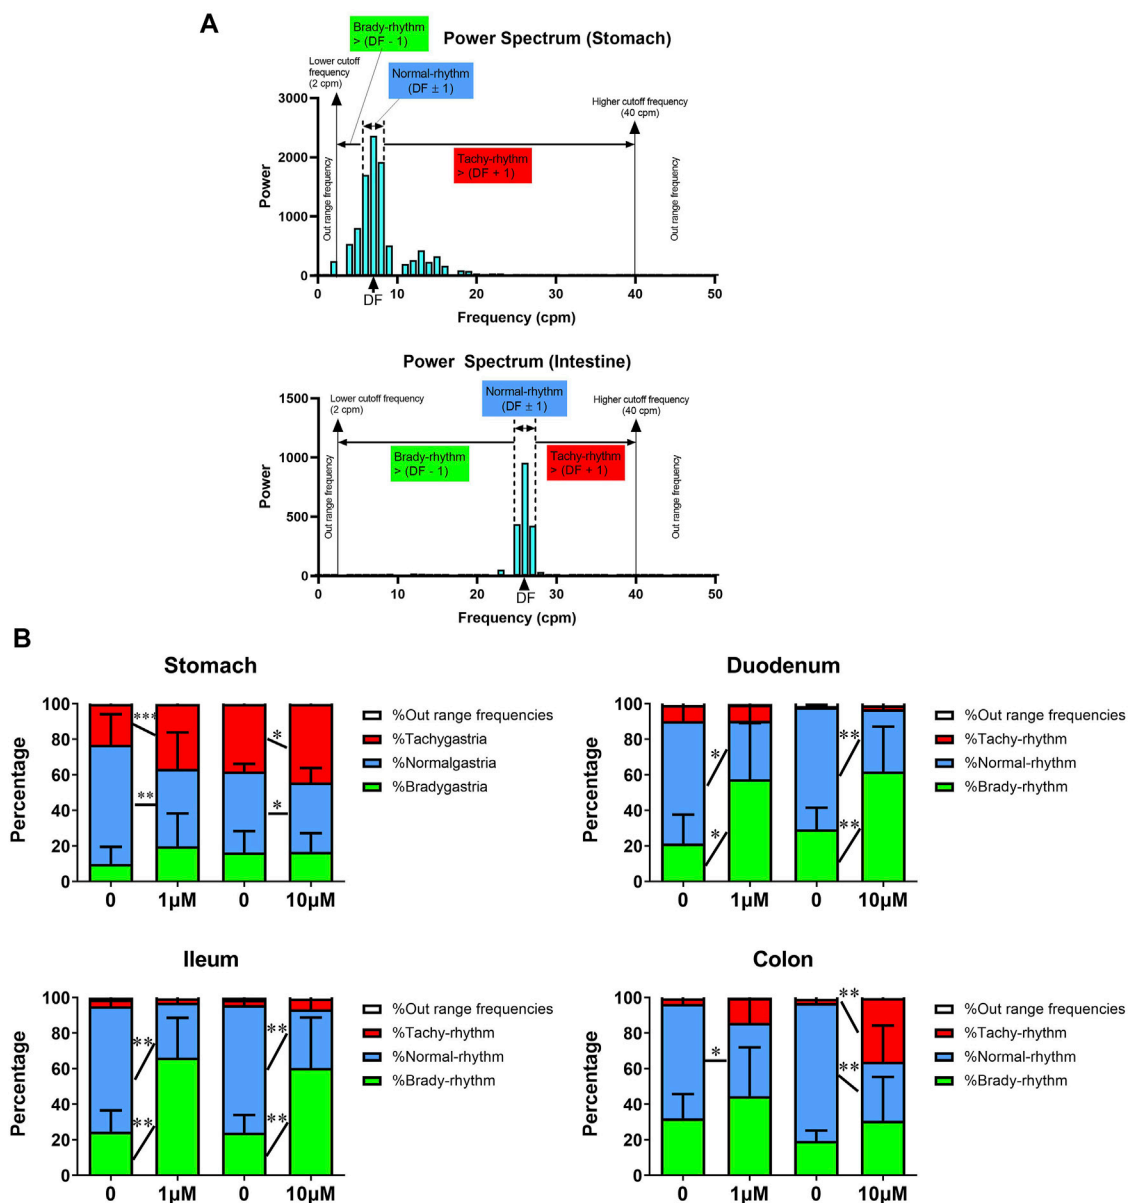 A
Brady-rhythm
> (DF - 1)
Power Spectrum (Stomach)
Lower cutoff
frequency
(2 cpm)
Normal-rhythm
(DF ± 1)
Higher cutoff frequency
(40 cpm)
Tachy-rhythm
> (DF + 1)
Out range frequency
Out range frequency
Power
3000
2000
1000
0
0 10 20 30 40 50
DF
Frequency (cpm)
Power Spectrum (Intestine)
Lower cutoff frequency
(2 cpm)
Normal-rhythm
(DF ± 1)
Higher cutoff frequency
(40 cpm)
Brady-rhythm
> (DF - 1)
Tachy-rhythm
> (DF + 1)
Out range frequency
Out range frequency
Power
1500
1000
500
0
0 10 20 30 40 50
DF
Frequency (cpm)
B
Stomach
Percentage
100
80
60
40
20
0
***
**
*
*
0 1μM 0 10μM
%Out range frequencies
%Tachygastria
%Normalgastria
%Bradygastria
Duodenum
Percentage
100
80
60
40
20
0
*
*
**
**
0 1μM 0 10μM
%Out range frequencies
%Tachy-rhythm
%Normal-rhythm
%Brady-rhythm
Ileum
Percentage
100
80
60
40
20
0
**
**
**
**
0 1μM 0 10μM
%Out range frequencies
%Tachy-rhythm
%Normal-rhythm
%Brady-rhythm
Colon
Percentage
100
80
60
40
20
0
*
**
**
0 1μM 0 10μM
%Out range frequencies
%Tachy-rhythm
%Normal-rhythm
%Brady-rhythm